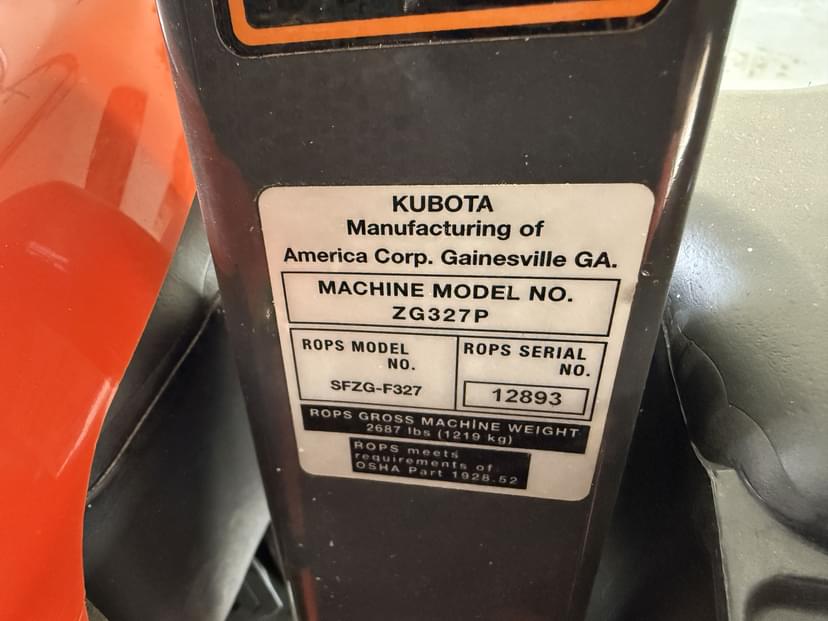 KUBOTA
Manufacturing of
America Corp. Gainesville GA.
MACHINE MODEL NO.
ZG327P
ROPS MODEL
NO.
SFZG-F327
ROPS SERIAL
NO.
12893
ROPS GROSS MACHINE WEIGHT
2687 lbs (1219 kg)
ROPS meets
requirements of
OSHA Part 1928.52